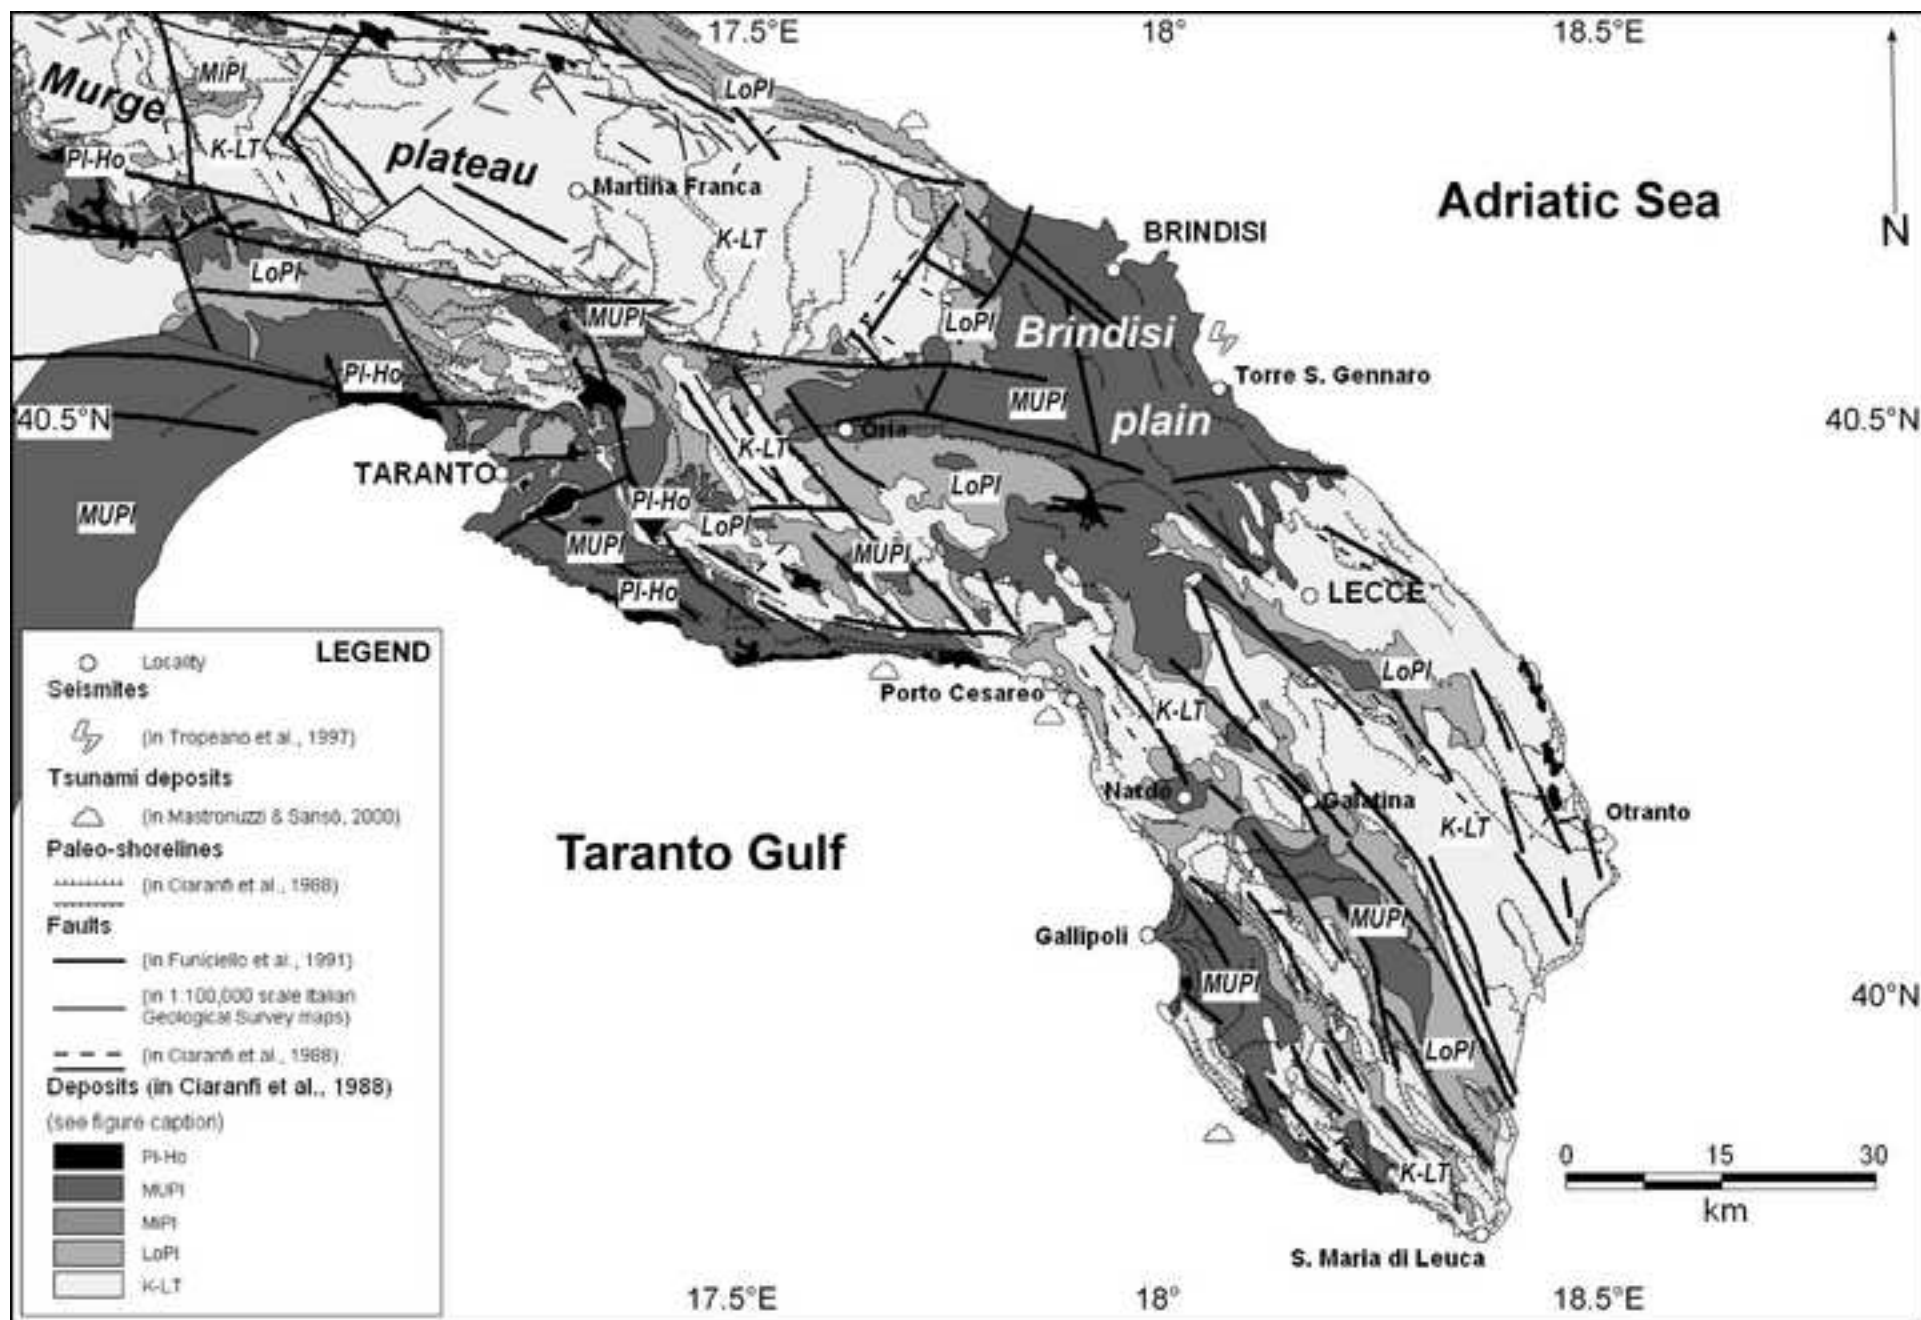 17.5°E
18°
18.5°E
Murge
MiPl
LoPl
Pl-Ho
K-LT
plateau
Martina Franca
Adriatic Sea
N
K-LT
BRINDISI
LoPl
MUPl
LoPl
Brindisi
Torre S. Gennaro
Pl-Ho
MUPl
40.5°N
plain
40.5°N
Oria
K-LT
TARANTO
LoPl
MUPl
Pl-Ho
LoPl
MUPl
MUPl
Pl-Ho
LECCE
LoPl
Porto Cesareo
K-LT
Nardò
Galatina
Otranto
K-LT
Taranto Gulf
MUPl
Gallipoli
MUPl
40°N
LoPl
K-LT
0 15 30
km
S. Maria di Leuca
17.5°E
18°
18.5°E
LEGEND
Locality
Seismites
(in Tropeano et al., 1997)
Tsunami deposits
(in Mastronuzzi & Sansò, 2000)
Paleo-shorelines
(in Ciaranfi et al., 1988)
Faults
(in Funiciello et al., 1991)
(in 1:100,000 scale Italian
Geological Survey maps)
(in Ciaranfi et al., 1988)
Deposits (in Ciaranfi et al., 1988)
(see figure caption)
Pl-Ho
MUPl
MiPl
LoPl
K-LT